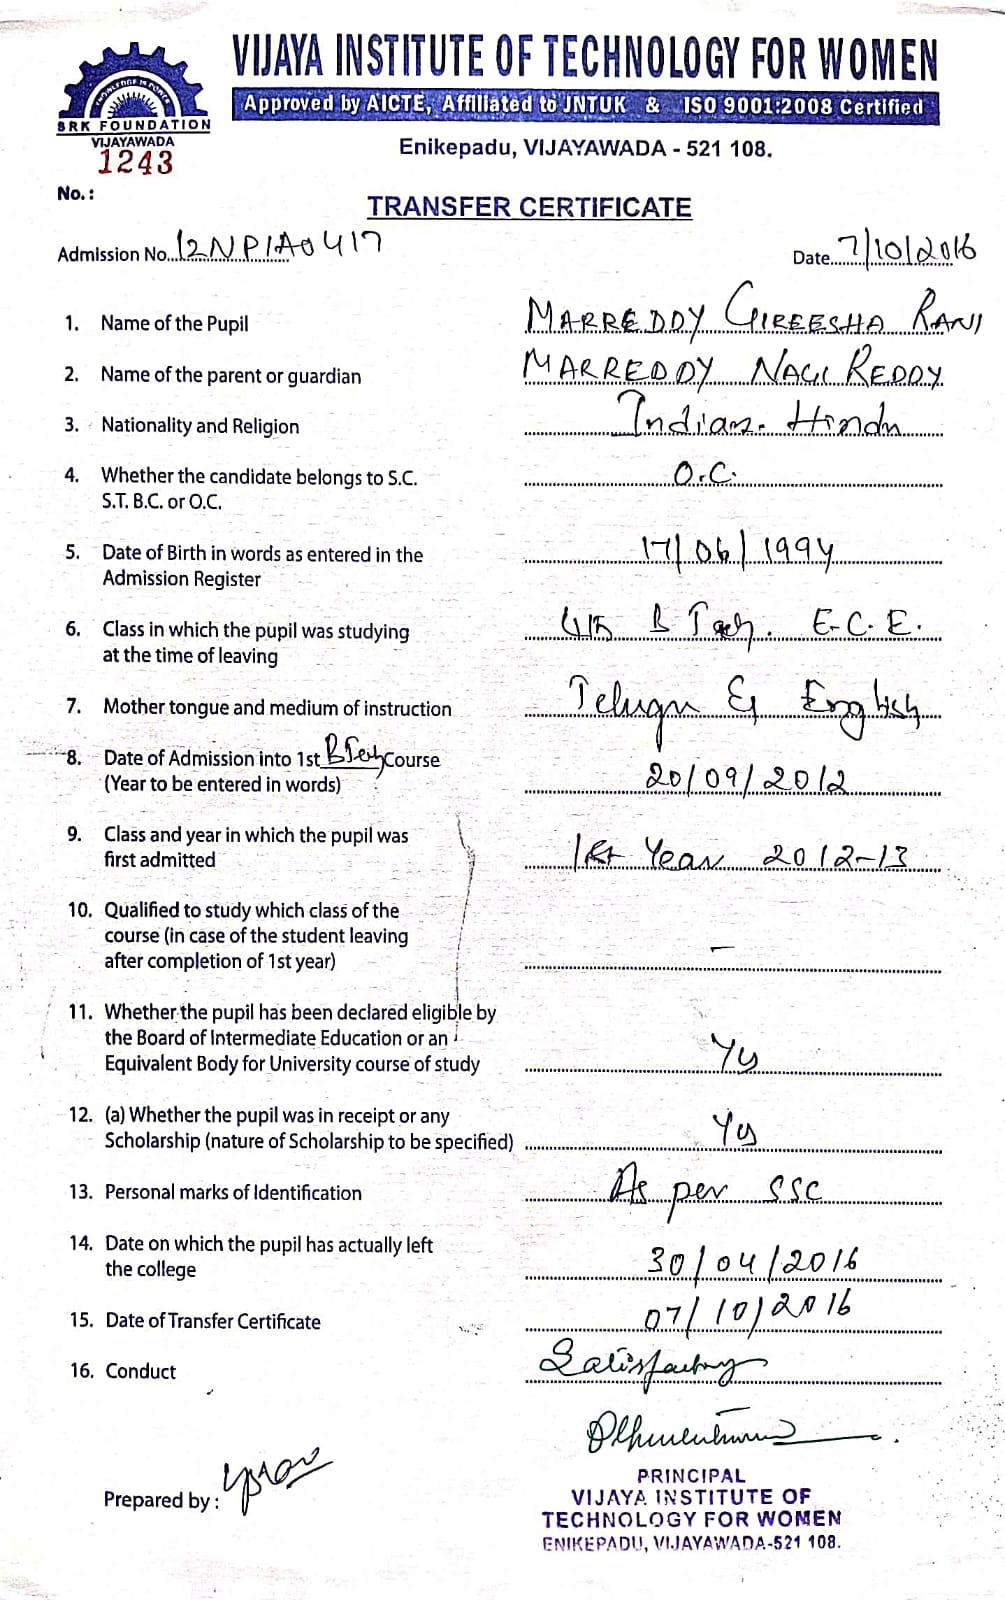 VIJAYA INSTITUTE OF TECHNOLOGY FOR WOMEN
Approved by AICTE, Affiliated to JNTUK & ISO 9001:2008 Certified
KNOWLEDGE IS POWER
SRK FOUNDATION
VIJAYAWADA
Enikepadu, VIJAYAWADA - 521 108.
1243
No. :
TRANSFER CERTIFICATE
Admission No. 12NP1A0417 Date 7/10/2016
1. Name of the Pupil MARREDDY GIREESHA RANI
2. Name of the parent or guardian MARREDDY NAGI REDDY
3. Nationality and Religion Indian. Hindu
4. Whether the candidate belongs to S.C. O.C.
S.T. B.C. or O.C.
5. Date of Birth in words as entered in the 17/06/1994
Admission Register
6. Class in which the pupil was studying B Tech. E.C.E.
at the time of leaving
7. Mother tongue and medium of instruction Telugu & English
8. Date of Admission into 1st BTech Course
(Year to be entered in words) 20/09/2012
9. Class and year in which the pupil was
first admitted 1st Year 2012-13
10. Qualified to study which class of the
course (in case of the student leaving
after completion of 1st year) -
11. Whether the pupil has been declared eligible by
the Board of Intermediate Education or an
Equivalent Body for University course of study Yes
12. (a) Whether the pupil was in receipt or any
Scholarship (nature of Scholarship to be specified) Yes
13. Personal marks of Identification As per SSC
14. Date on which the pupil has actually left
the college 30/04/2016
15. Date of Transfer Certificate 07/10/2016
16. Conduct Satisfactory
PRINCIPAL
VIJAYA INSTITUTE OF
Prepared by :
TECHNOLOGY FOR WOMEN
ENIKEPADU, VIJAYAWADA-521 108.